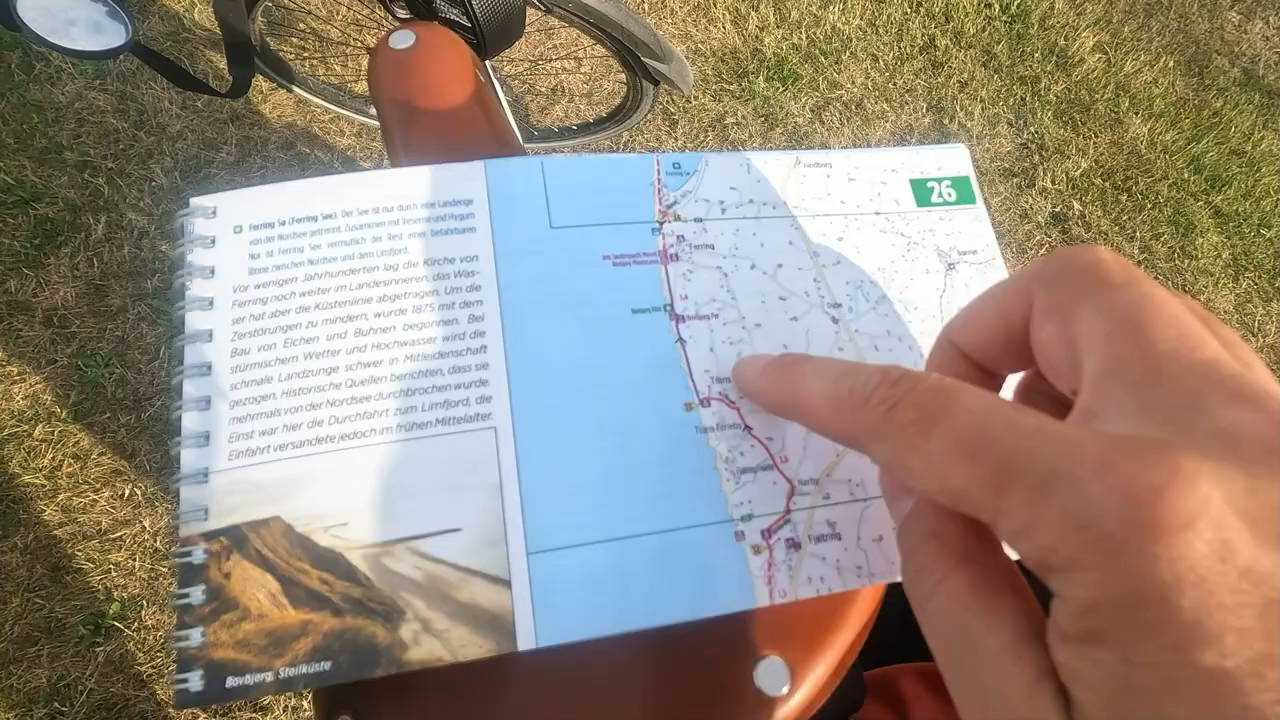 Ferring Sø (Ferring See). Der See ist nur durch eine Landenge
von der Nordsee getrennt. Zusammen mit Veserne und Hygum
Nor ist Ferring See vermutlich der Rest einer befahrbaren
Rinne zwischen Nordsee und dem Limfjord.
Vor wenigen Jahrhunderten lag die Kirche von
Ferring noch weiter im Landesinneren, das Was-
ser hat aber die Küstenlinie abgetragen. Um die
Zerstörungen zu mindern, wurde 1875 mit dem
Bau von Eichen und Buhnen begonnen. Bei
stürmischem Wetter und Hochwasser wird die
schmale Landzunge schwer in Mitleidenschaft
gezogen. Historische Quellen berichten, dass sie
mehrmals von der Nordsee durchbrochen wurde.
Einst war hier die Durchfahrt zum Limfjord, die
Einfahrt versandete jedoch im frühen Mittelalter.
Bovbjerg, Steilküste
26
Ferring Sø
Ferring
Bovbjerg Fyr
Trans
Fjaltring